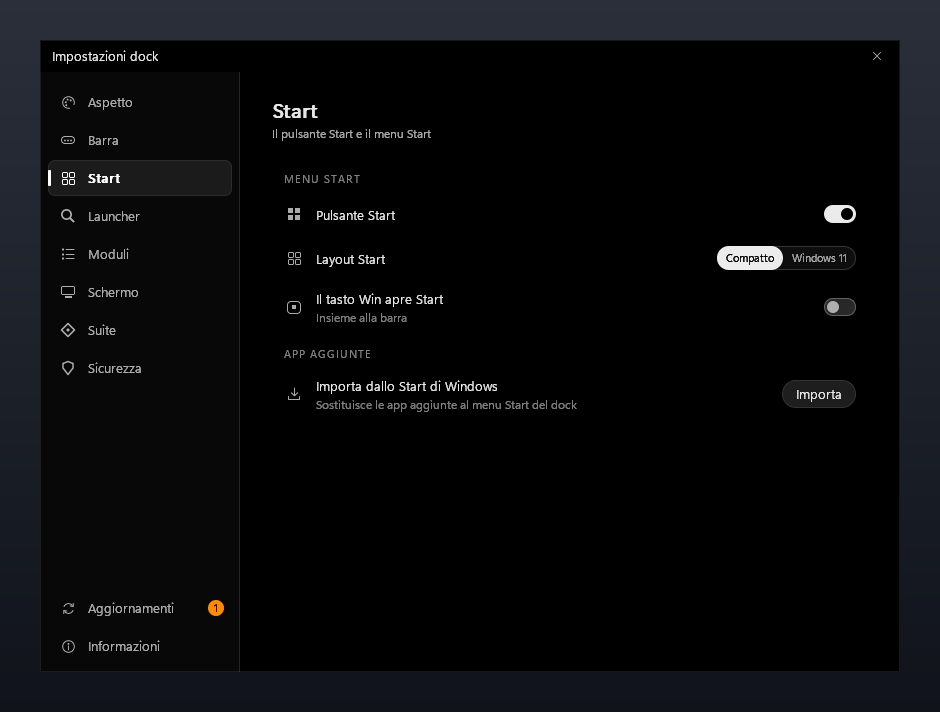 Impostazioni dock
Aspetto
Barra
Start
Launcher
Moduli
Schermo
Suite
Sicurezza
Aggiornamenti 1
Informazioni
Start
Il pulsante Start e il menu Start
MENU START
Pulsante Start
Layout Start Compatto Windows 11
Il tasto Win apre Start
Insieme alla barra
APP AGGIUNTE
Importa dallo Start di Windows
Sostituisce le app aggiunte al menu Start del dock
Importa